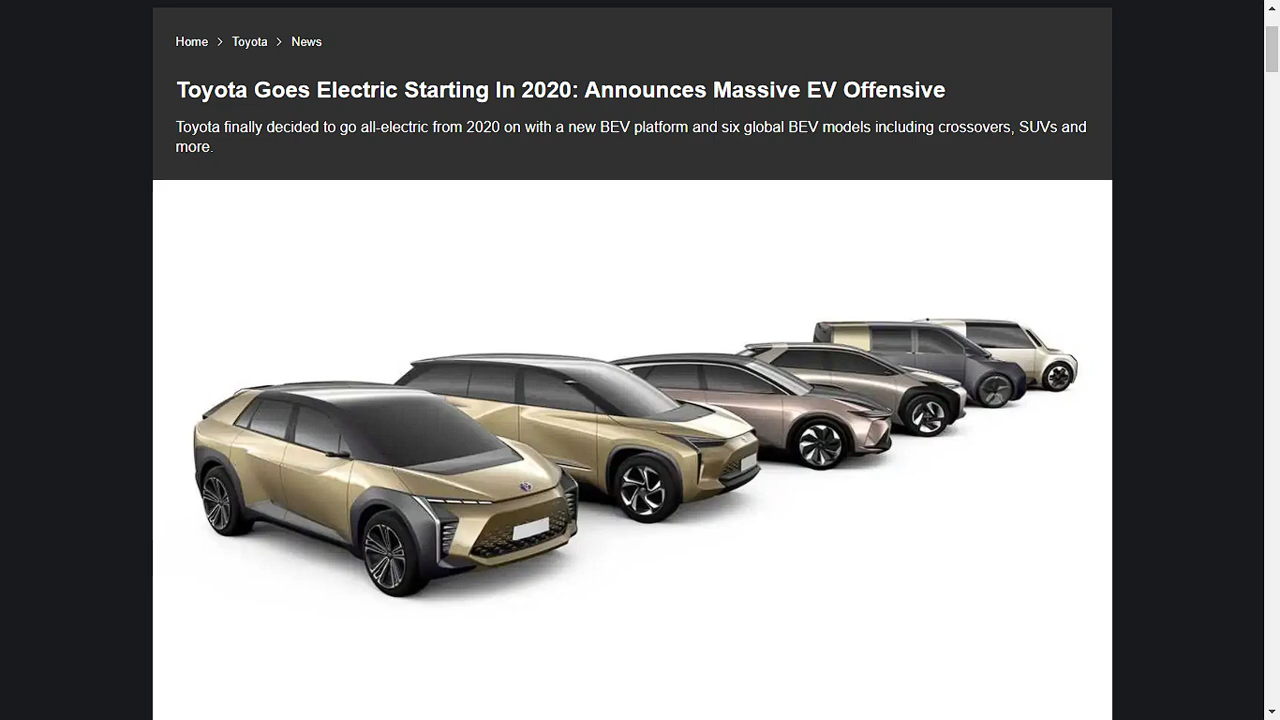 Home > Toyota > News
Toyota Goes Electric Starting In 2020: Announces Massive EV Offensive
Toyota finally decided to go all-electric from 2020 on with a new BEV platform and six global BEV models including crossovers, SUVs and
more.